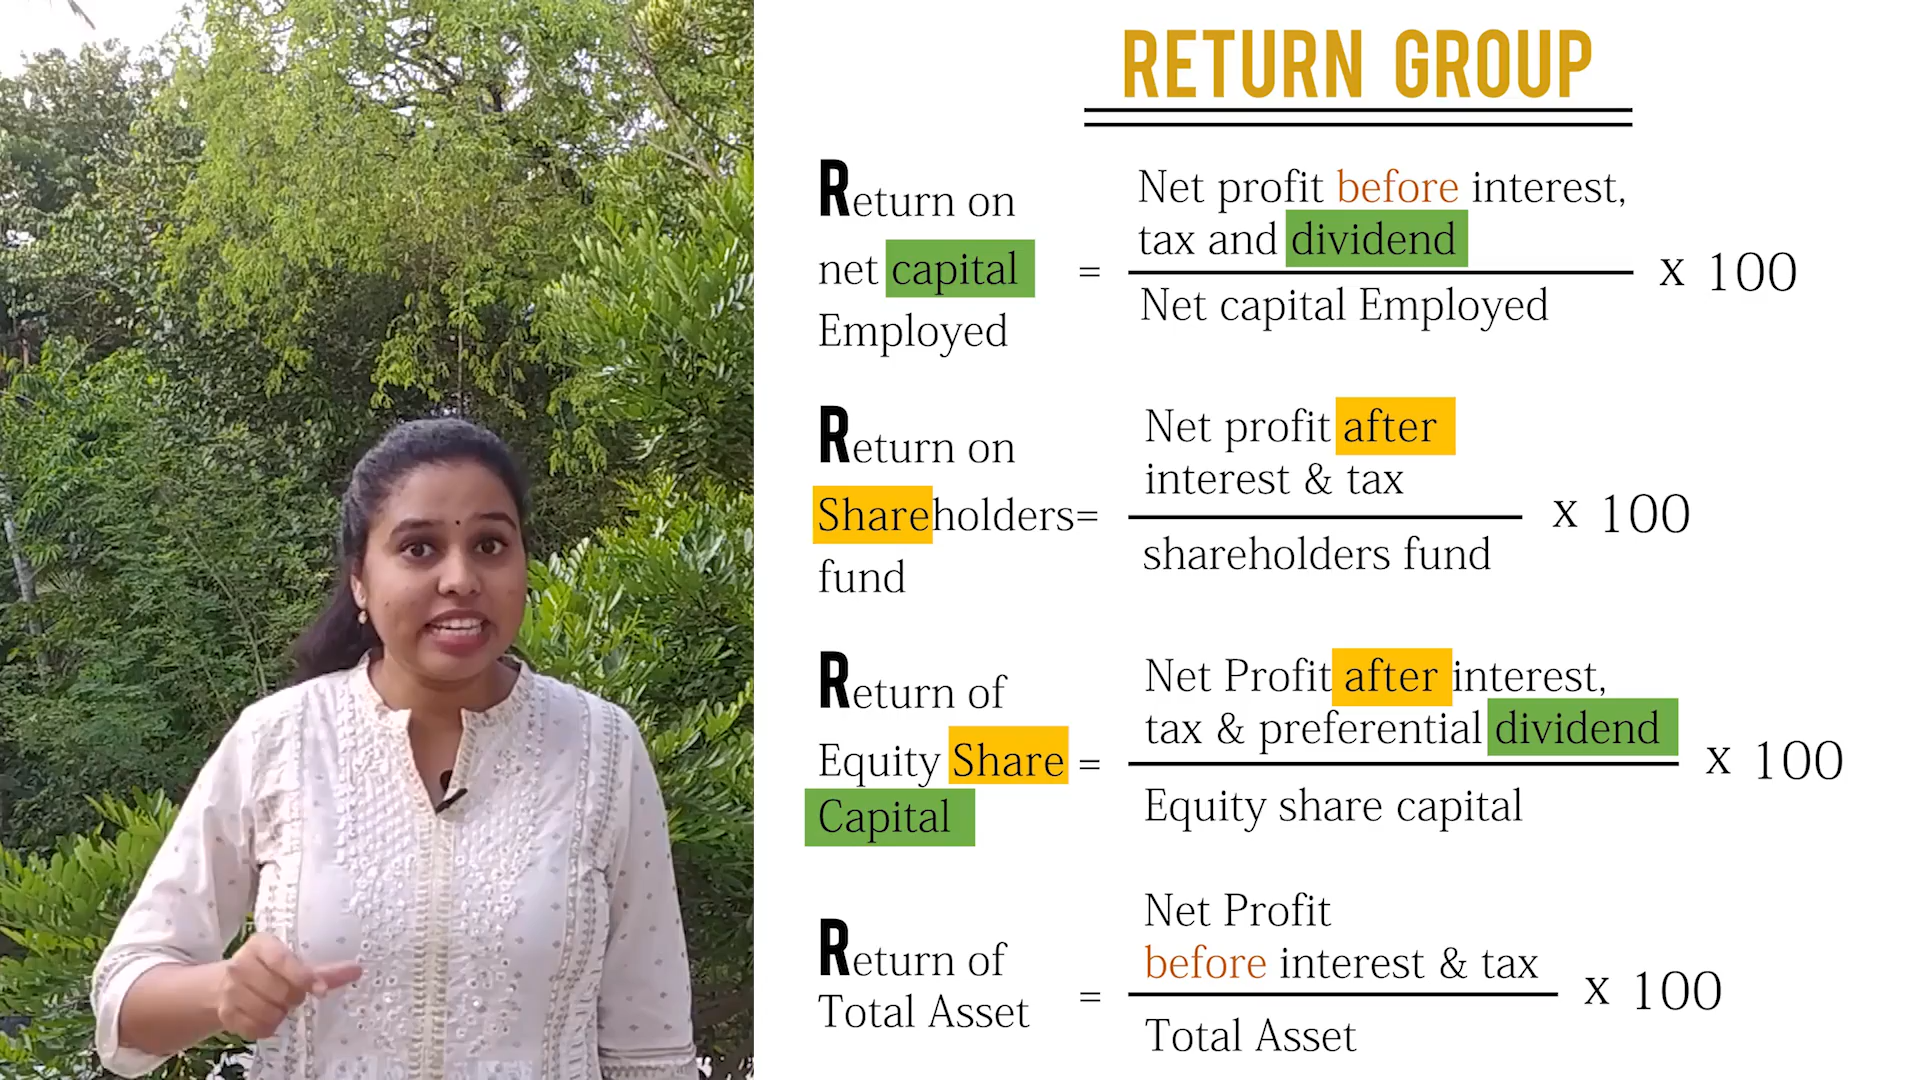 RETURN GROUP
Return on
net capital
Employed
=
Net profit before interest,
tax and dividend
Net capital Employed
x 100
Return on
Shareholders=
fund
Net profit after
interest & tax
shareholders fund
x 100
Return of
Equity Share =
Capital
Net Profit after interest,
tax & preferential dividend
Equity share capital
x 100
Return of
Total Asset
=
Net Profit
before interest & tax
Total Asset
x 100